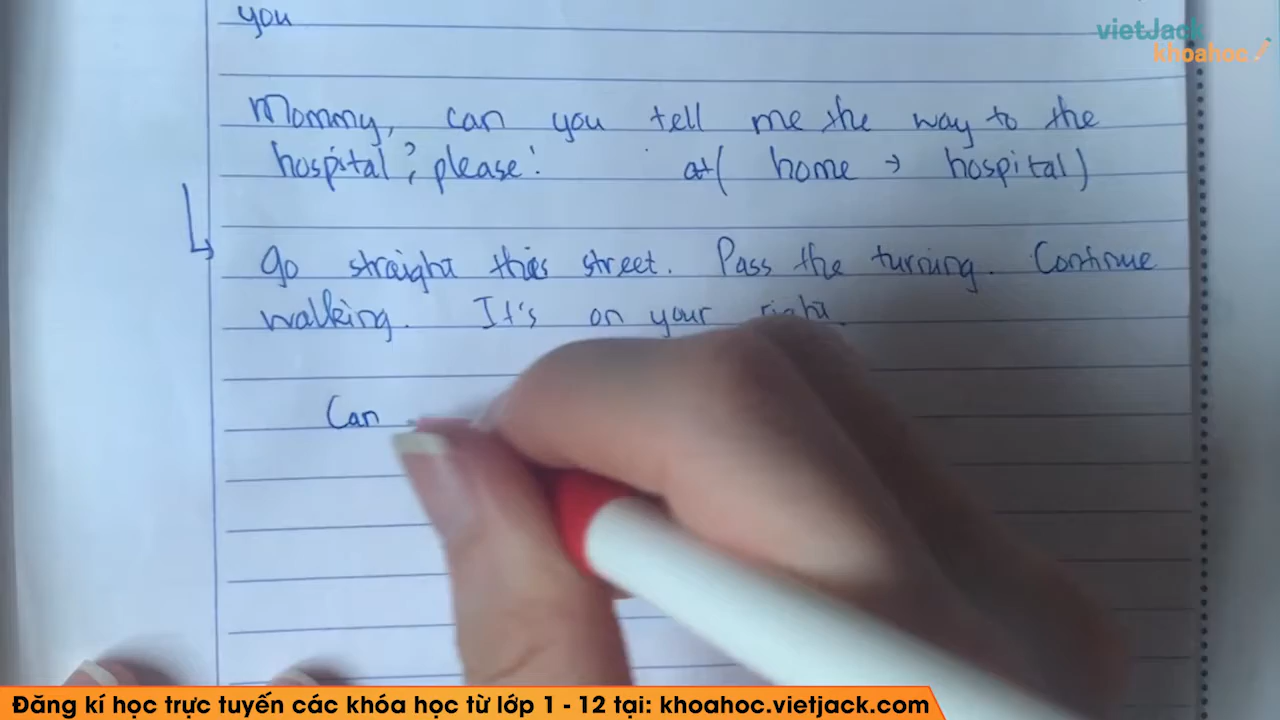 you
vietJack
khoahoc
Mommy, can you tell me the way to the
hospital, please? at( home → hospital)
Go straight this street. Pass the turning. Continue
walking. It's on your right.
Can
Đăng kí học trực tuyến các khóa học từ lớp 1 - 12 tại: khoahoc.vietjack.com